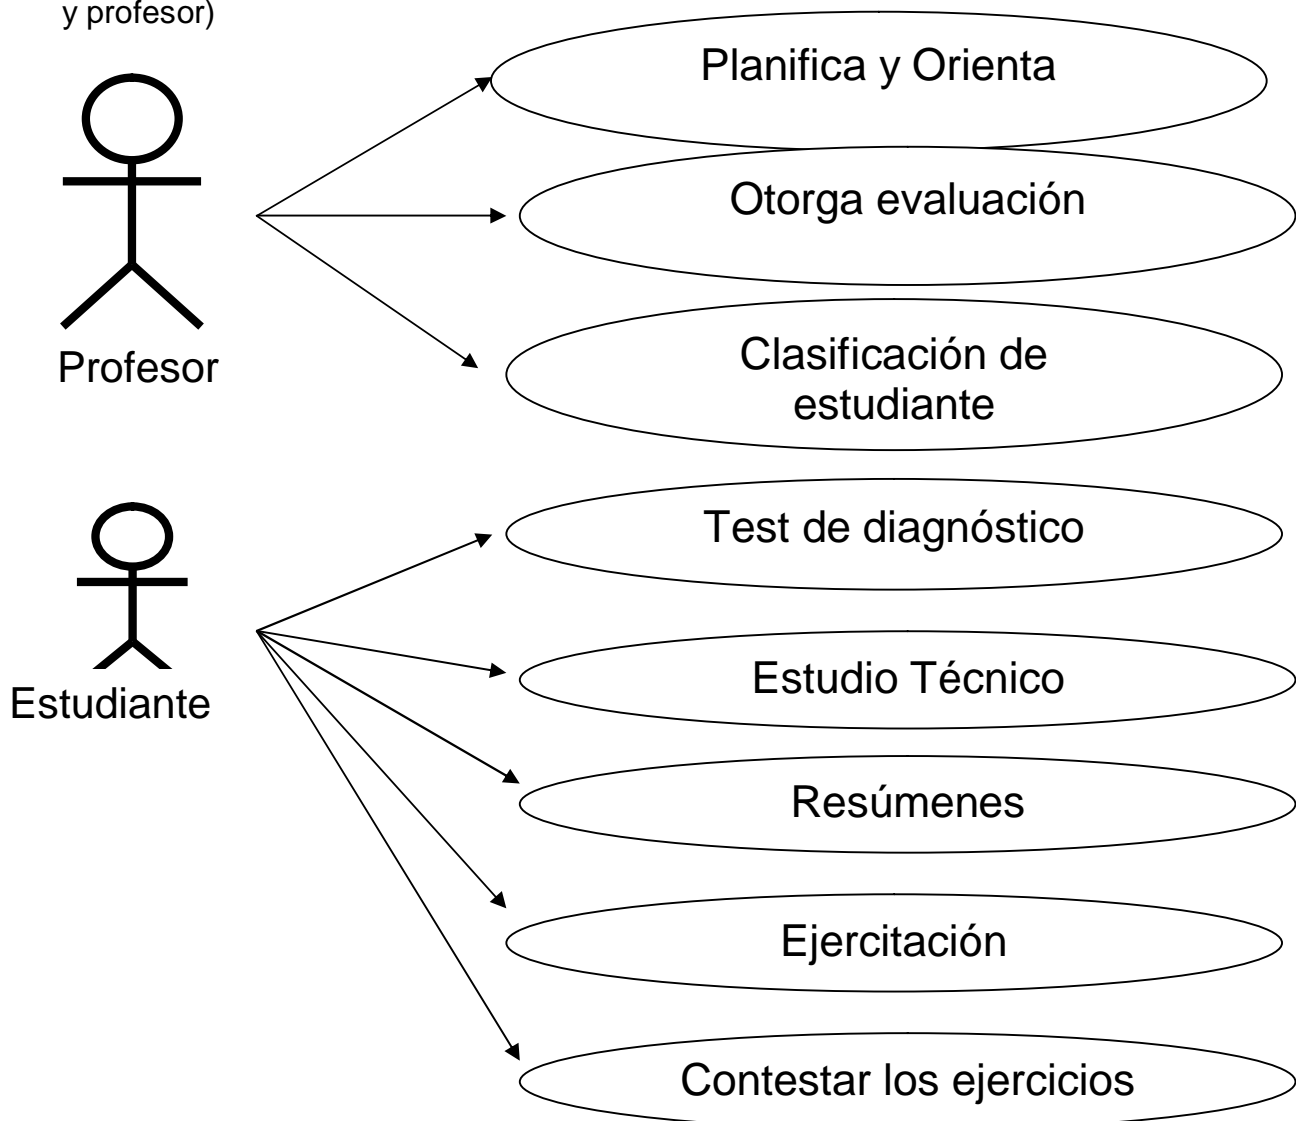 y profesor)
Planifica y Orienta
Otorga evaluación
Clasificación de
estudiante
Profesor
Test de diagnóstico
Estudio Técnico
Estudiante
Resúmenes
Ejercitación
Contestar los ejercicios